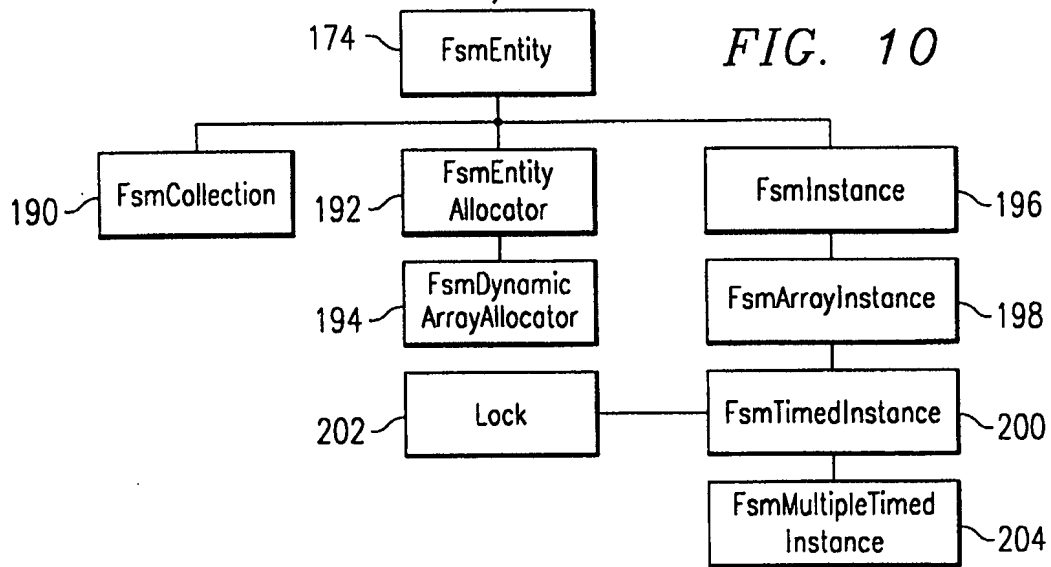 174
FsmEntity
FIG. 10
190
FsmCollection
192
FsmEntity
Allocator
FsmInstance
196
194
FsmDynamic
ArrayAllocator
FsmArrayInstance
198
202
Lock
FsmTimedInstance
200
FsmMultipleTimed
Instance
204